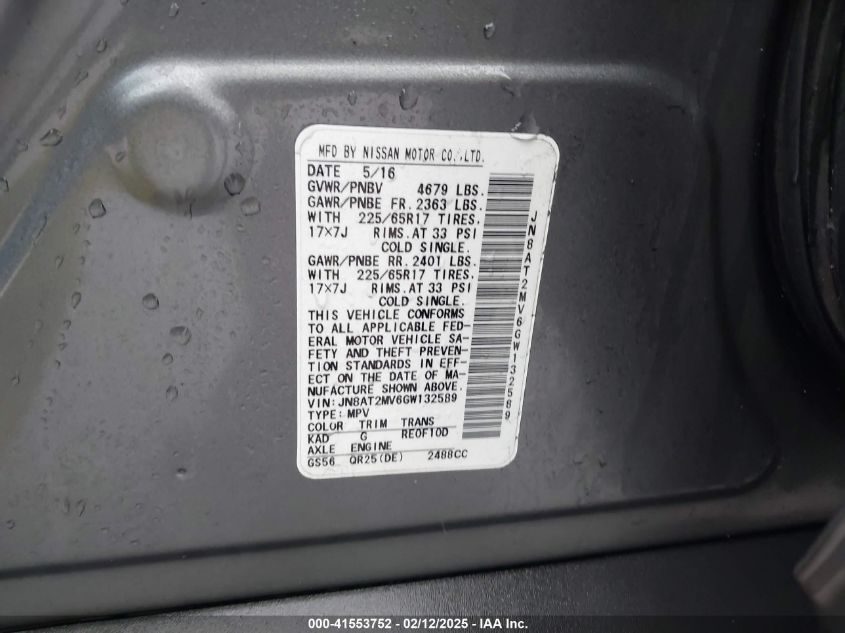 MFD BY NISSAN MOTOR CO.,LTD.
DATE 5/16
GVWR/PNBV 4679 LBS.
GAWR/PNBE FR. 2363 LBS.
WITH 225/65R17 TIRES.
17×7J RIMS.AT 33 PSI
COLD SINGLE.
GAWR/PNBE RR. 2401 LBS.
WITH 225/65R17 TIRES.
17×7J RIMS.AT 33 PSI
COLD SINGLE.
THIS VEHICLE CONFORMS
TO ALL APPLICABLE FED-
ERAL MOTOR VEHICLE SA-
FETY AND THEFT PREVEN-
TION STANDARDS IN EFF-
ECT ON THE DATE OF MA-
NUFACTURE SHOWN ABOVE.
VIN:JN8AT2MV6GW132589
TYPE:MPV
COLOR TRIM TRANS
KAD G RE0F10D
AXLE ENGINE
GS56 QR25(DE) 2488CC
JN8AT2MV6GW132589
000-41553752 - 02/12/2025 - IAA Inc.